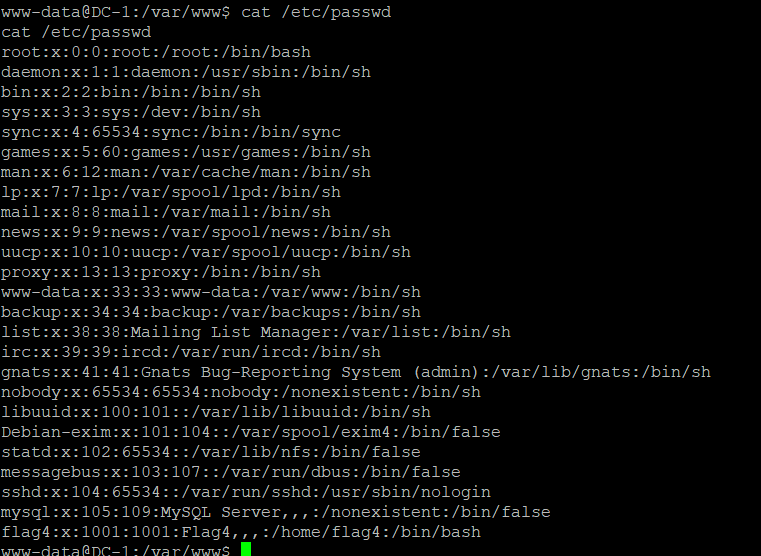 www-data@DC-1:/var/www$ cat /etc/passwd
cat /etc/passwd
root:x:0:0:root:/root:/bin/bash
daemon:x:1:1:daemon:/usr/sbin:/bin/sh
bin:x:2:2:bin:/bin:/bin/sh
sys:x:3:3:sys:/dev:/bin/sh
sync:x:4:65534:sync:/bin:/bin/sync
games:x:5:60:games:/usr/games:/bin/sh
man:x:6:12:man:/var/cache/man:/bin/sh
lp:x:7:7:lp:/var/spool/lpd:/bin/sh
mail:x:8:8:mail:/var/mail:/bin/sh
news:x:9:9:news:/var/spool/news:/bin/sh
uucp:x:10:10:uucp:/var/spool/uucp:/bin/sh
proxy:x:13:13:proxy:/bin:/bin/sh
www-data:x:33:33:www-data:/var/www:/bin/sh
backup:x:34:34:backup:/var/backups:/bin/sh
list:x:38:38:Mailing List Manager:/var/list:/bin/sh
irc:x:39:39:ircd:/var/run/ircd:/bin/sh
gnats:x:41:41:Gnats Bug-Reporting System (admin):/var/lib/gnats:/bin/sh
nobody:x:65534:65534:nobody:/nonexistent:/bin/sh
libuuid:x:100:101::/var/lib/libuuid:/bin/sh
Debian-exim:x:101:104::/var/spool/exim4:/bin/false
statd:x:102:65534::/var/lib/nfs:/bin/false
messagebus:x:103:107::/var/run/dbus:/bin/false
sshd:x:104:65534::/var/run/sshd:/usr/sbin/nologin
mysql:x:105:109:MySQL Server,,,:/nonexistent:/bin/false
flag4:x:1001:1001:Flag4,,,:/home/flag4:/bin/bash
www-data@DC-1:/var/www$